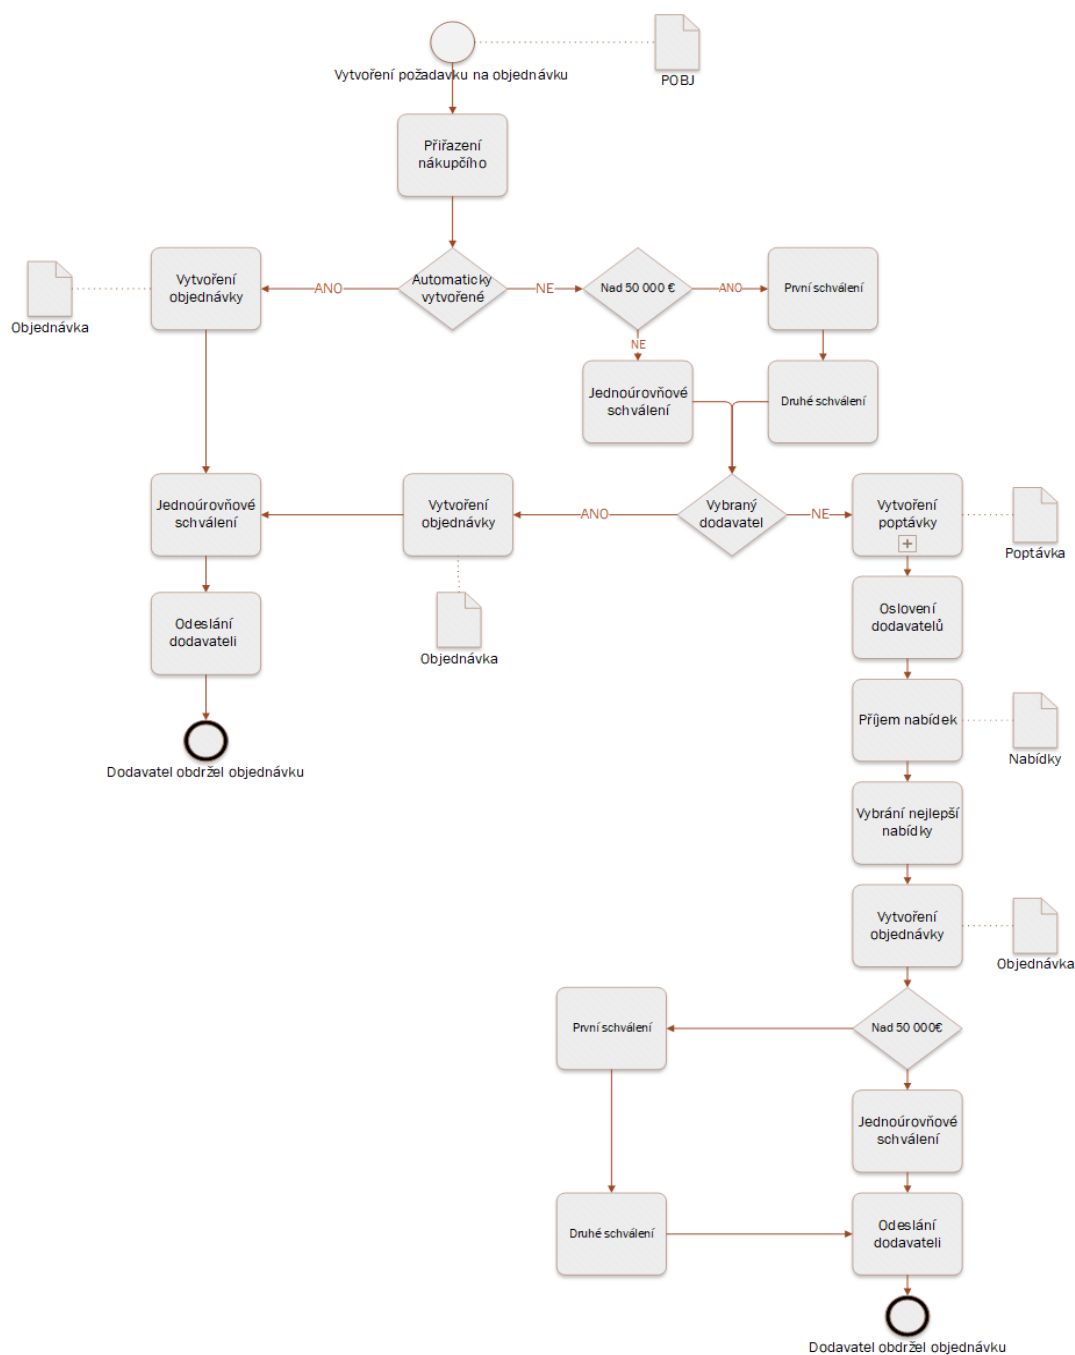 Vytvoření požadavku na objednávku
POBJ
Přiřazení
nákupčího
Vytvoření
objednávky
Objednávka
ANO
Automaticky
vytvořené
NE
Nad 50 000 €
ANO
První schválení
NE
Jednoúrovňové
schválení
Druhé schválení
Jednoúrovňové
schválení
Vytvoření
objednávky
ANO
Vybraný
dodavatel
NE
Vytvoření
poptávky
Poptávka
Objednávka
Odeslání
dodavateli
Dodavatel obdržel objednávku
Oslovení
dodavatelů
Příjem nabídek
Nabídky
Vybrání nejlepší
nabídky
Vytvoření
objednávky
Objednávka
První schválení
Nad 50 000€
Jednoúrovňové
schválení
Druhé schválení
Odeslání
dodavateli
Dodavatel obdržel objednávku